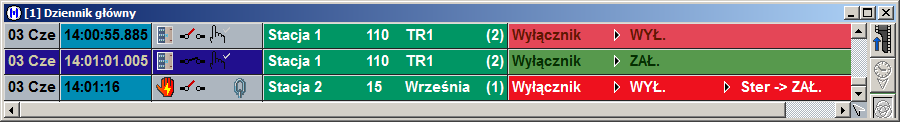 [1] Dziennik główny
03 Cze 14:00:55.885 Stacja 1 110 TR1 (2) Wyłącznik WYŁ.
03 Cze 14:01:01.005 Stacja 1 110 TR1 (2) Wyłącznik ZAŁ.
03 Cze 14:01:16 Stacja 2 15 Września (1) Wyłącznik WYŁ. Ster -> ZAŁ.